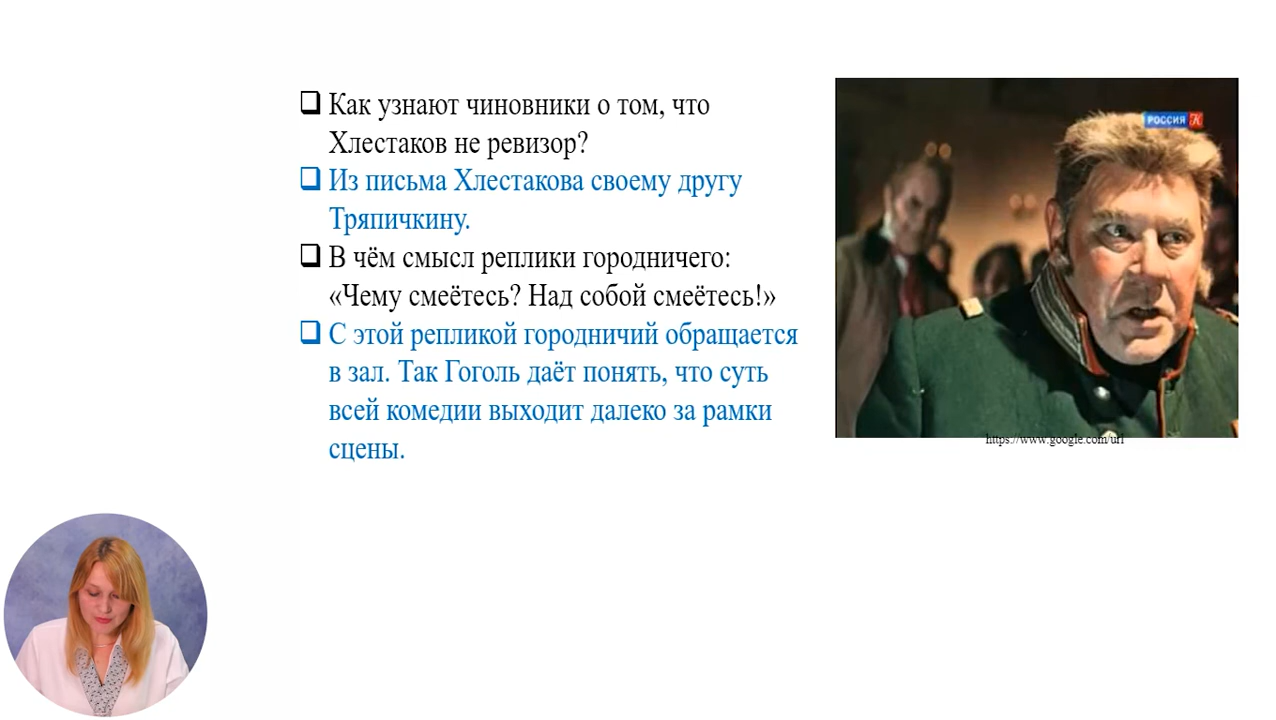 Как узнают чиновники о том, что
Хлестаков не ревизор?
Из письма Хлестакова своему другу
Тряпичкину.
В чём смысл реплики городничего:
«Чему смеётесь? Над собой смеётесь!»
С этой репликой городничий обращается
в зал. Так Гоголь даёт понять, что суть
всей комедии выходит далеко за рамки
сцены.
РОССИЯ К
https://www.google.com/url